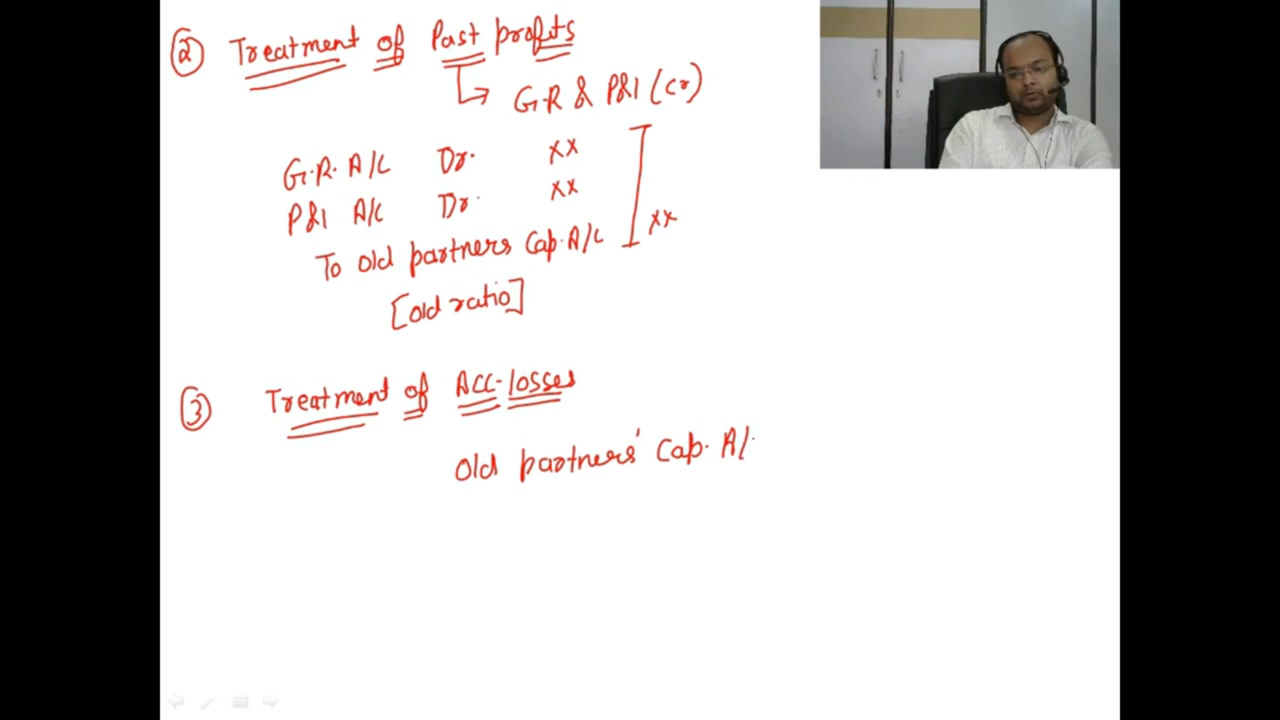 ② Treatment of Past profits
↳ G.R & P&l (Cr)
G.R. A/C Dr. xx
P&l A/C Dr. xx
To old partners Cap. A/C xx
[old ratio]
③ Treatment of Acc. losses
old partners' Cap. A/